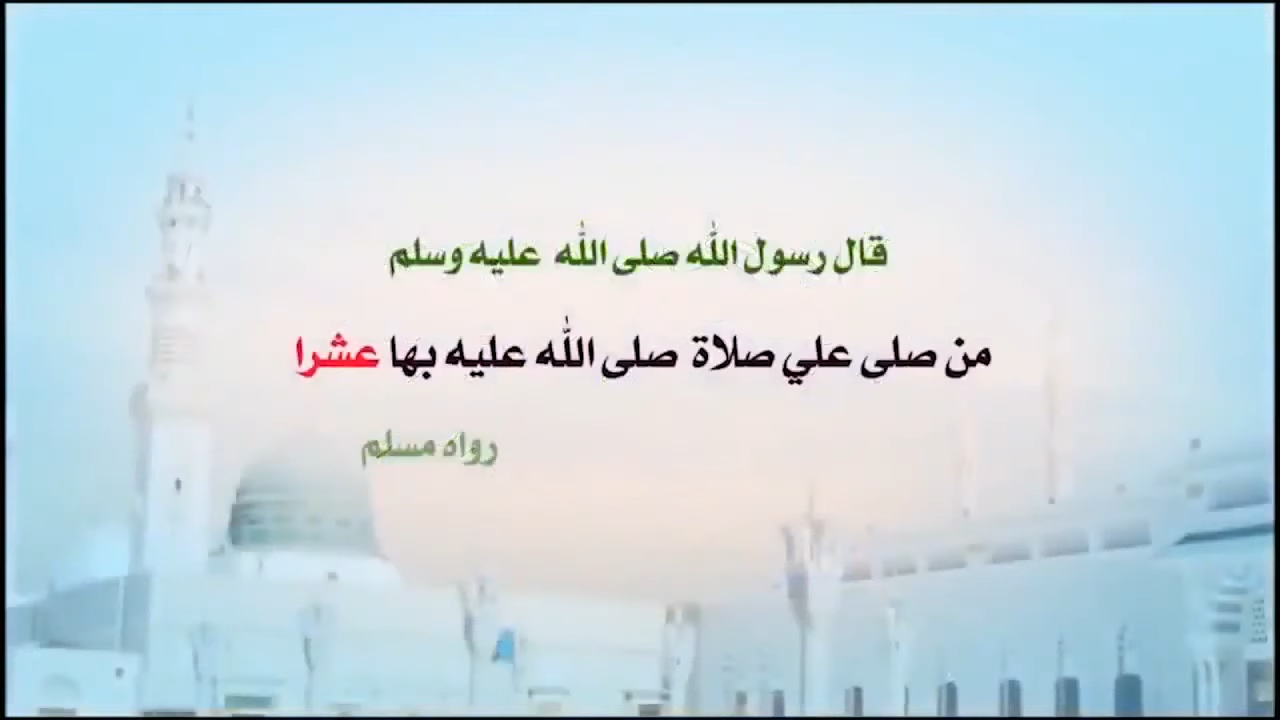 قال رسول الله صلى الله عليه وسلم
من صلى علي صلاة صلى الله عليه بها عشرا
رواه مسلم